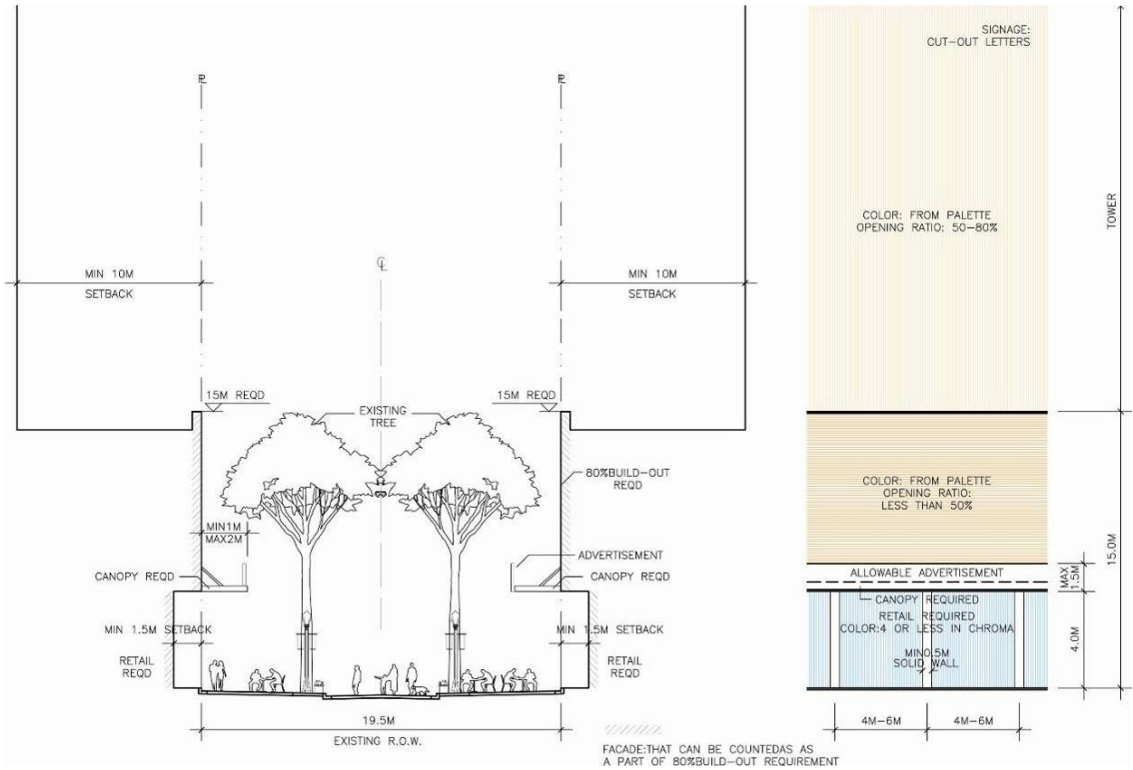 SIGNAGE:
CUT-OUT LETTERS
PL
PL
CL
COLOR: FROM PALETTE
OPENING RATIO: 50-80%
TOWER
MIN 10M
SETBACK
MIN 10M
SETBACK
15M REQD
15M REQD
EXISTING
TREE
80%BUILD-OUT
REQD
COLOR: FROM PALETTE
OPENING RATIO:
LESS THAN 50%
15.0M
MIN1M
MAX2M
ADVERTISEMENT
CANOPY REQD
CANOPY REQD
ALLOWABLE ADVERTISEMENT
MAX
1.5M
CANOPY REQUIRED
RETAIL REQUIRED
COLOR:4 OR LESS IN CHROMA
4.0M
MIN 1.5M SETBACK
MIN 1.5M SETBACK
RETAIL
REQD
RETAIL
REQD
MIN0.5M
SOLID WALL
19.5M
EXISTING R.O.W.
4M-6M
4M-6M
FACADE:THAT CAN BE COUNTEDAS AS
A PART OF 80%BUILD-OUT REQUIREMENT